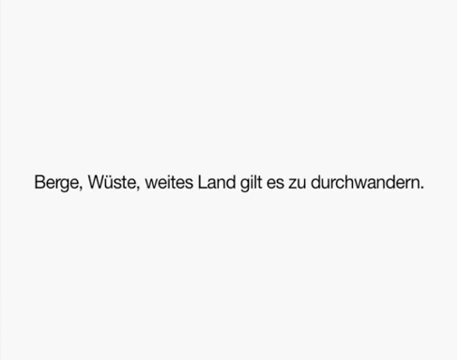 Berge, Wüste, weites Land gilt es zu durchwandern.